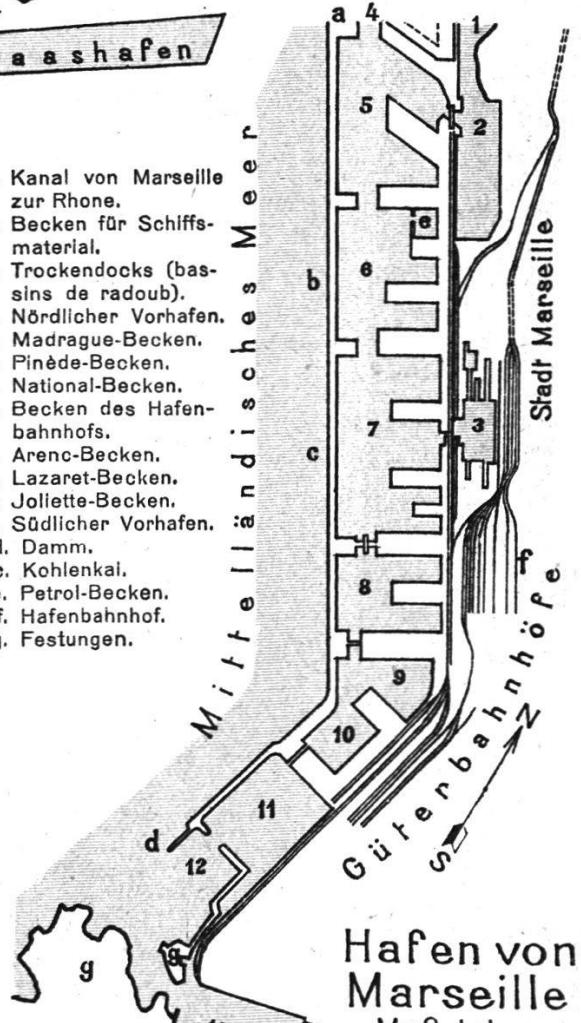 aashafen
Kanal von Marseille
zur Rhone.
Becken für Schiffs-
material.
Trockendocks (bas-
sins de radoub).
Nördlicher Vorhafen.
Madrague-Becken.
Pinède-Becken.
National-Becken.
Becken des Hafen-
bahnhofs.
Arenc-Becken.
Lazaret-Becken.
Joliette-Becken.
Südlicher Vorhafen.
Damm.
Kohlenkai.
Petrol-Becken.
f. Hafenbahnhof.
Festungen.
Mittelländisches Meer
a
4
1
5
2
e
b
6
Stadt Marseille
7
3
c
f
8
9
10
Güterbahnhöfe
N
S
11
d
12
g
g
Hafen von
Marseille